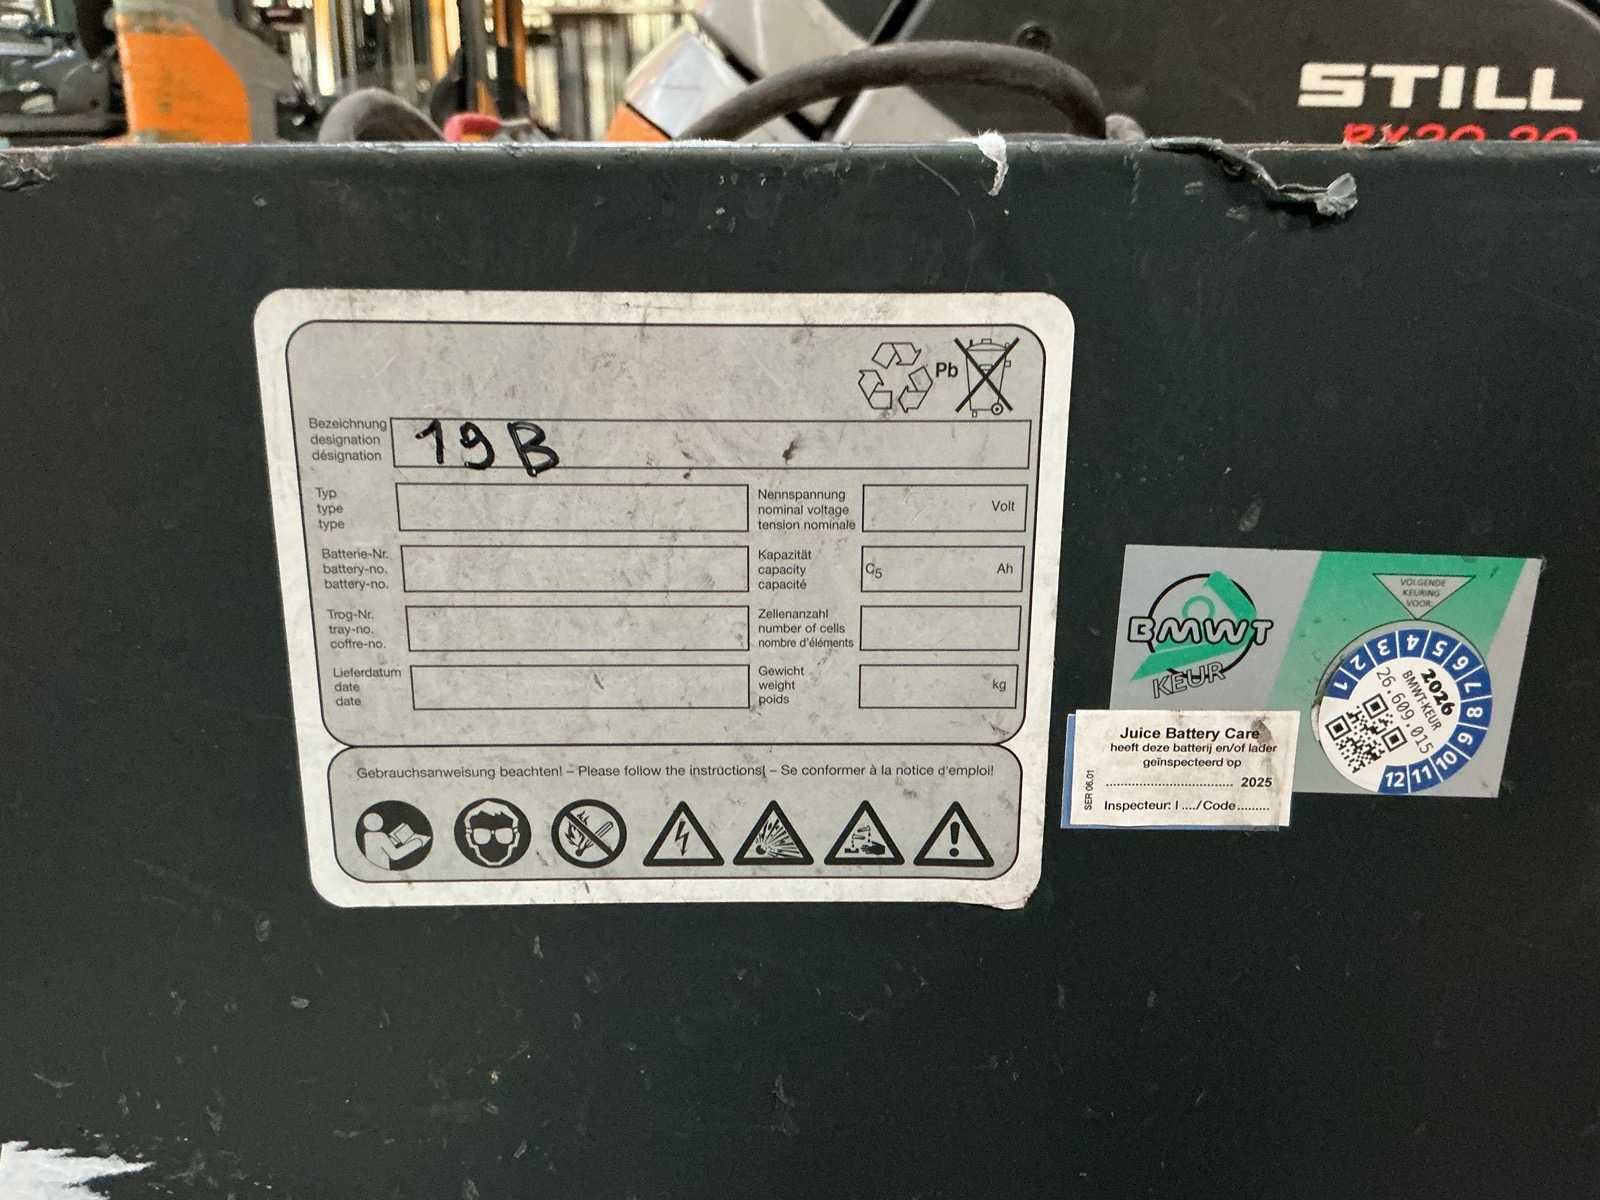 STILL
RX20 20
Pb
Bezeichnung
designation
désignation
19B
Typ
type
type
Nennspannung
nominal voltage
tension nominale
Volt
Batterie-Nr.
battery-no.
battery-no.
Kapazität
capacity
capacité
C5 Ah
Trog-Nr.
tray-no.
coffre-no.
Zellenanzahl
number of cells
nombre d'éléments
Lieferdatum
date
date
Gewicht
weight
poids
kg
Gebrauchsanweisung beachten! – Please follow the instructions! – Se conformer à la notice d'emploi!
BMWT
KEUR
VOLGENDE
KEURING
VOOR:
1 2 3 4 5 6 7 8 9 10 11 12
2026
BMWT-KEUR
26.609.015
Juice Battery Care
heeft deze batterij en/of lader
geïnspecteerd op
.................................. 2025
Inspecteur: I ..../Code.........
SER 06.01